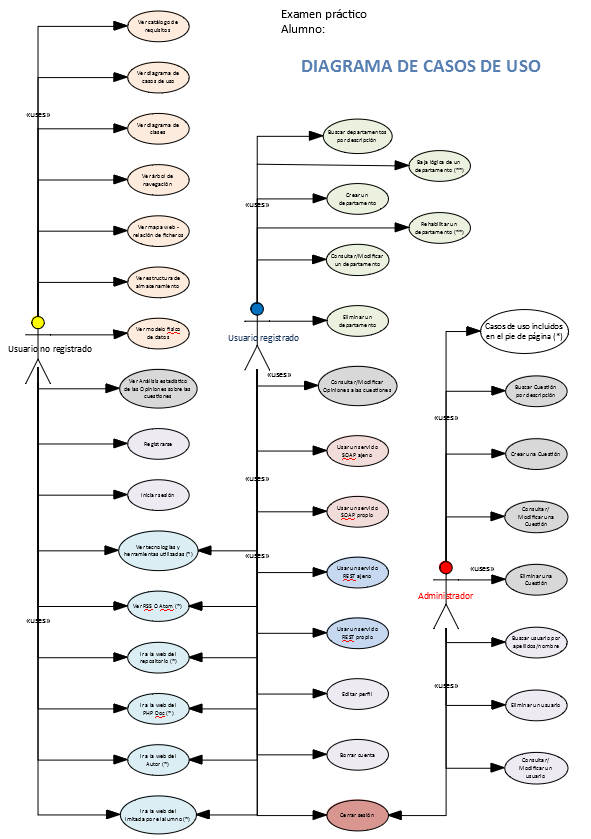 Examen práctico
Alumno:
DIAGRAMA DE CASOS DE USO
Ver catálogo de
requisitos
Ver diagrama de
casos de uso
«uses»
Ver diagrama de
clases
Ver árbol de
navegación
Ver mapa web -
relación de ficheros
Ver estructura de
almacenamiento
Ver modelo físico
de datos
Usuario no registrado
Ver Análisis estadístico
de las Opiniones sobre las
cuestiones
Registrarse
Iniciar sesión
Ver tecnologías y
herramientas utilisadas (*)
Ver RSS O Atom (*)
«uses»
Ir a la web del
repositorio (*)
Ir a la web del
PHP Doc (*)
Ir a la web del
Autor (*)
Ir a la web del
Imitada por el alumno (*)
Buscar departamentos
por descripción
Baja lógica de un
departamento (**)
«uses»
Crear un
departamento
Rehabilitar un
departamento (**)
Consultar/Modificar
un departamento
Eliminar un
departamento
Usuario registrado
«uses»
Consultar/Modificar
Opiniones a las cuestiones
Usar un servicio
SOAP ajeno
«uses»
Usar un servicio
SOAP propio
«uses»
Usar un servicio
REST ajeno
Usar un servicio
REST propio
Editar perfil
Borrar cuenta
Cerrar sesión
Casos de uso incluidos
en el pie de página (*)
Buscar Cuestión
por descripción
«uses»
Crear una Cuestión
Consultar/
Modificar una
Cuestión
«uses»
Eliminar una
Cuestión
Administrador
Buscar usuario por
apellidos/nombre
«uses»
Eliminar un usuario
Consultar/
Modificar un
usuario